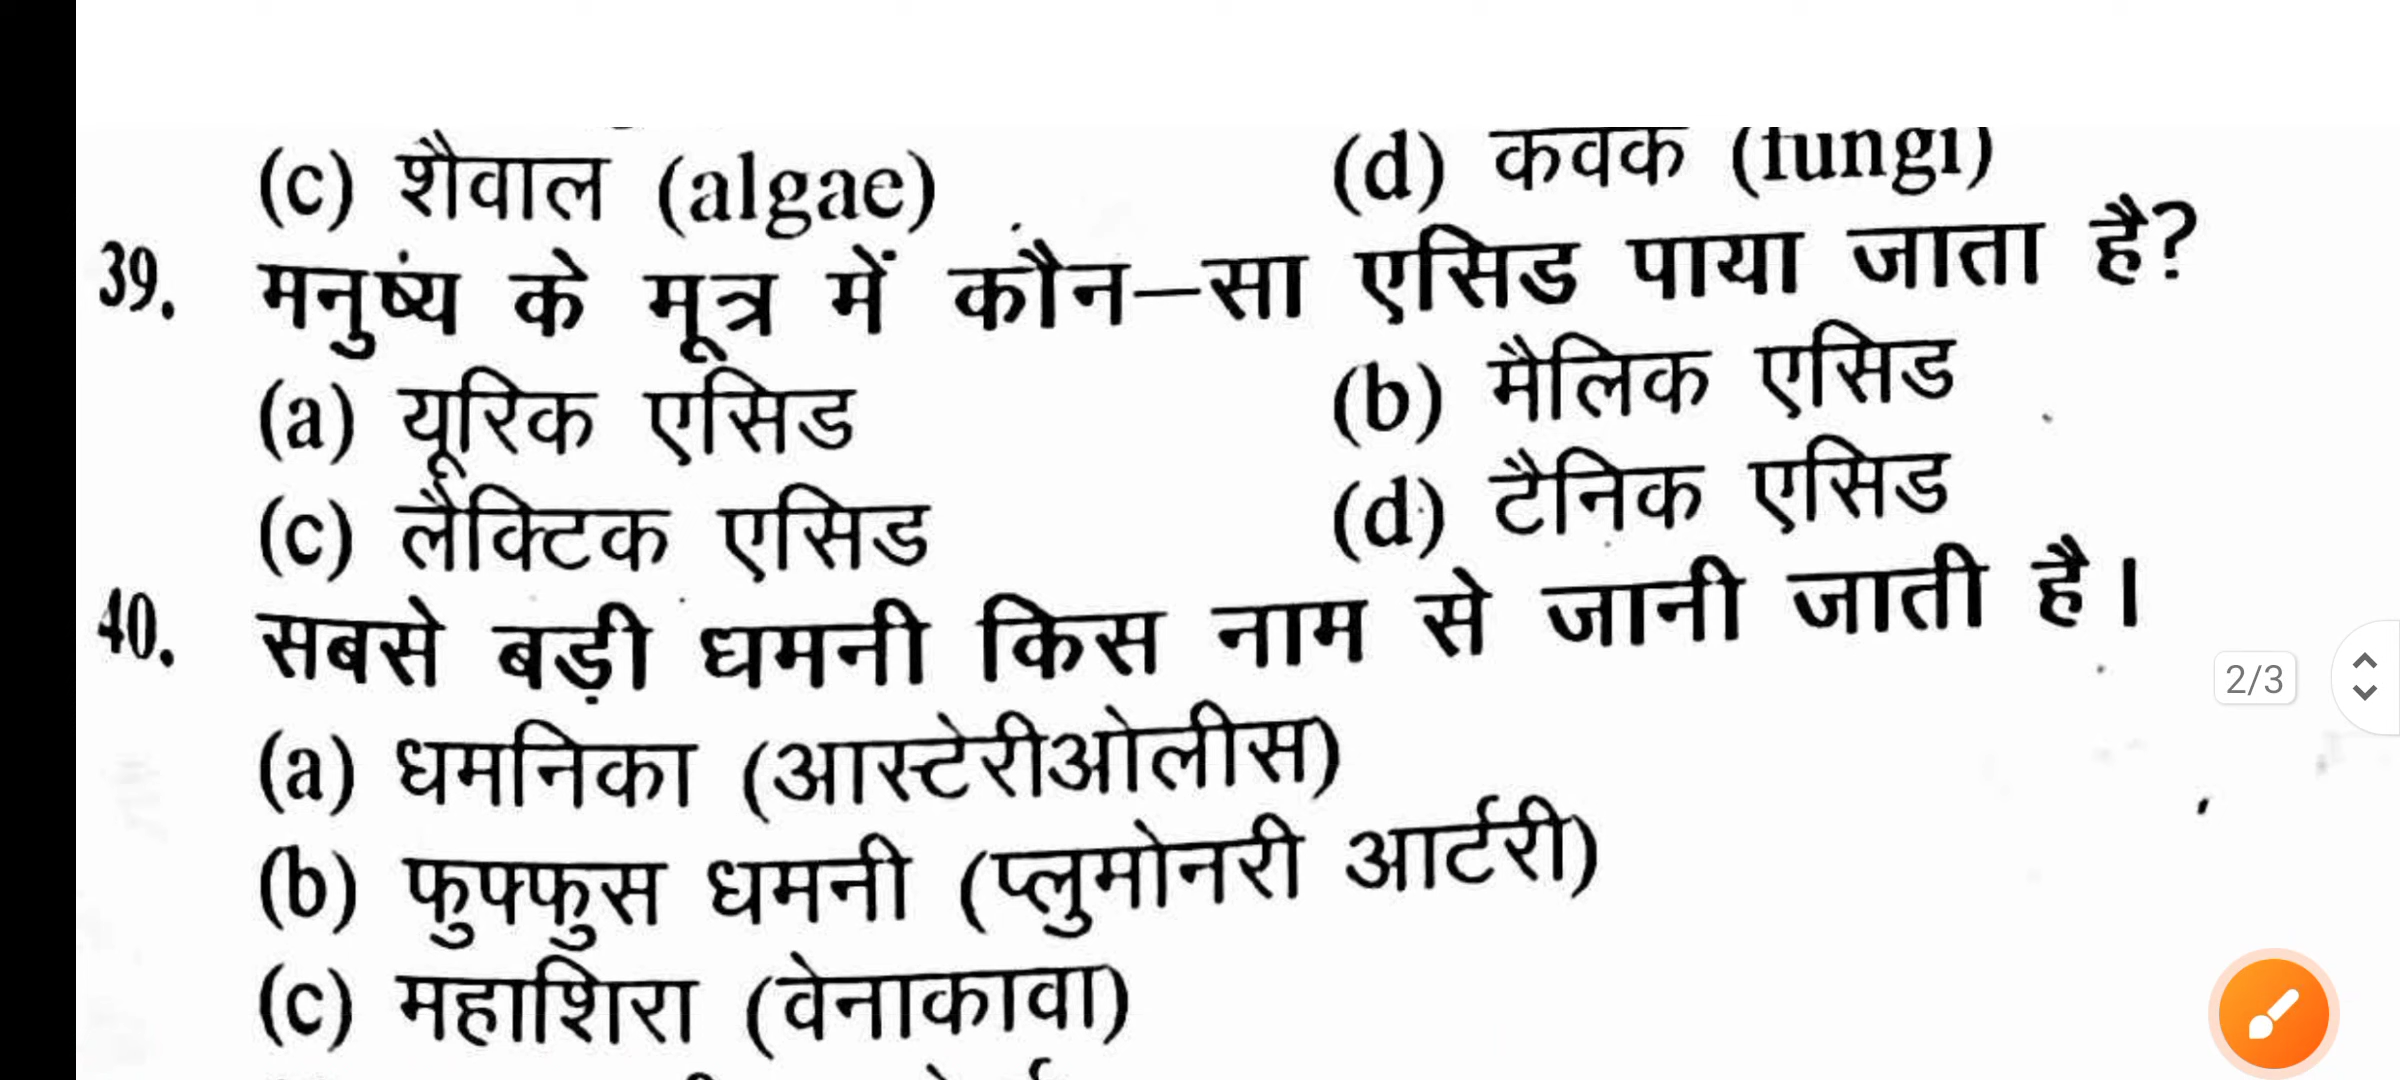 (c) शैवाल (algae) (d) कवक (fungi)
39. मनुष्य के मूत्र में कौन–सा एसिड पाया जाता है?
(a) यूरिक एसिड (b) मैलिक एसिड
(c) लैक्टिक एसिड (d) टैनिक एसिड
40. सबसे बड़ी धमनी किस नाम से जानी जाती है।
(a) धमनिका (आस्टेरीओलीस)
(b) फुफ्फुस धमनी (प्लुमोनरी आर्टरी)
(c) महाशिरा (वेनाकावा)
2/3